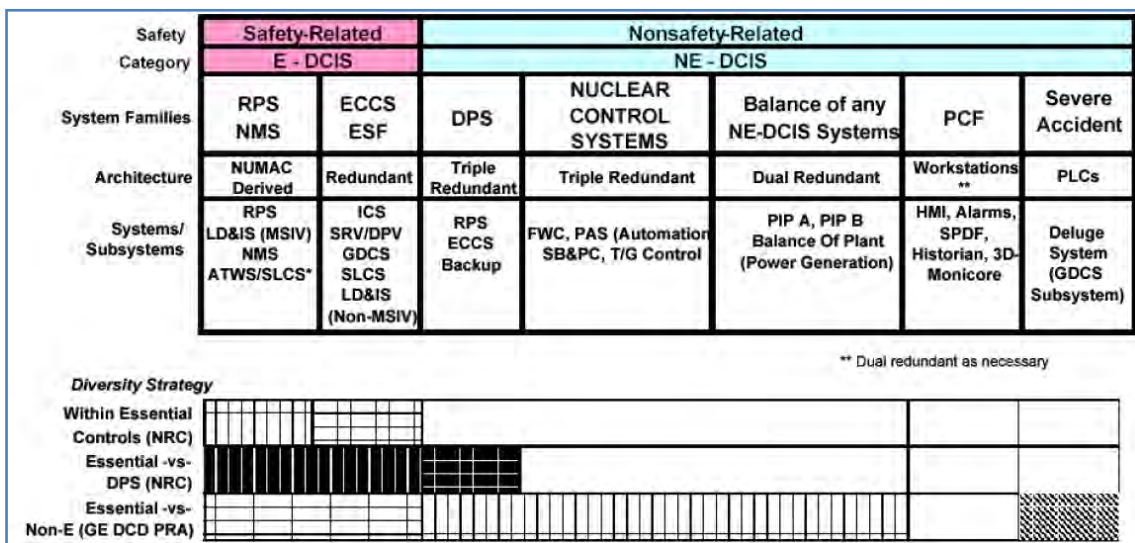 Safety
Safety-Related
Nonsafety-Related
Category
E - DCIS
NE - DCIS
System Families
RPS
NMS
ECCS
ESF
DPS
NUCLEAR
CONTROL
SYSTEMS
Balance of any
NE-DCIS Systems
PCF
Severe
Accident
Architecture
NUMAC
Derived
Redundant
Triple
Redundant
Triple Redundant
Dual Redundant
Workstations
**
PLCs
Systems/
Subsystems
RPS
LD&IS (MSIV)
NMS
ATWS/SLCS*
ICS
SRV/DPV
GDCS
SLCS
LD&IS
(Non-MSIV)
RPS
ECCS
Backup
FWC, PAS (Automation
SB&PC, T/G Control
PIP A, PIP B
Balance Of Plant
(Power Generation)
HMI, Alarms,
SPDF,
Historian, 3D-
Monicore
Deluge
System
(GDCS
Subsystem)
** Dual redundant as necessary
Diversity Strategy
Within Essential
Controls (NRC)
Essential -vs-
DPS (NRC)
Essential -vs-
Non-E (GE DCD PRA)